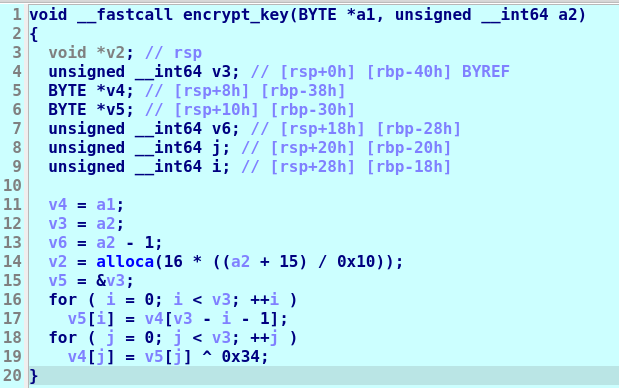 1 void __fastcall encrypt_key(BYTE *a1, unsigned __int64 a2)
2 {
3   void *v2; // rsp
4   unsigned __int64 v3; // [rsp+0h] [rbp-40h] BYREF
5   BYTE *v4; // [rsp+8h] [rbp-38h]
6   BYTE *v5; // [rsp+10h] [rbp-30h]
7   unsigned __int64 v6; // [rsp+18h] [rbp-28h]
8   unsigned __int64 j; // [rsp+20h] [rbp-20h]
9   unsigned __int64 i; // [rsp+28h] [rbp-18h]
10
11   v4 = a1;
12   v3 = a2;
13   v6 = a2 - 1;
14   v2 = alloca(16 * ((a2 + 15) / 0x10));
15   v5 = &v3;
16   for ( i = 0; i < v3; ++i )
17     v5[i] = v4[v3 - i - 1];
18   for ( j = 0; j < v3; ++j )
19     v4[j] = v5[j] ^ 0x34;
20 }